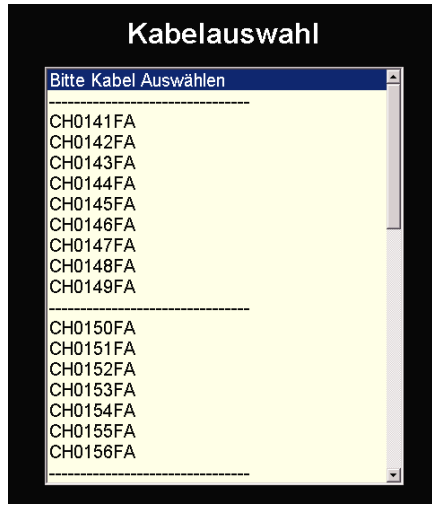 Kabelauswahl
Bitte Kabel Auswählen
--------------------------------
CH0141FA
CH0142FA
CH0143FA
CH0144FA
CH0145FA
CH0146FA
CH0147FA
CH0148FA
CH0149FA
--------------------------------
CH0150FA
CH0151FA
CH0152FA
CH0153FA
CH0154FA
CH0155FA
CH0156FA
--------------------------------